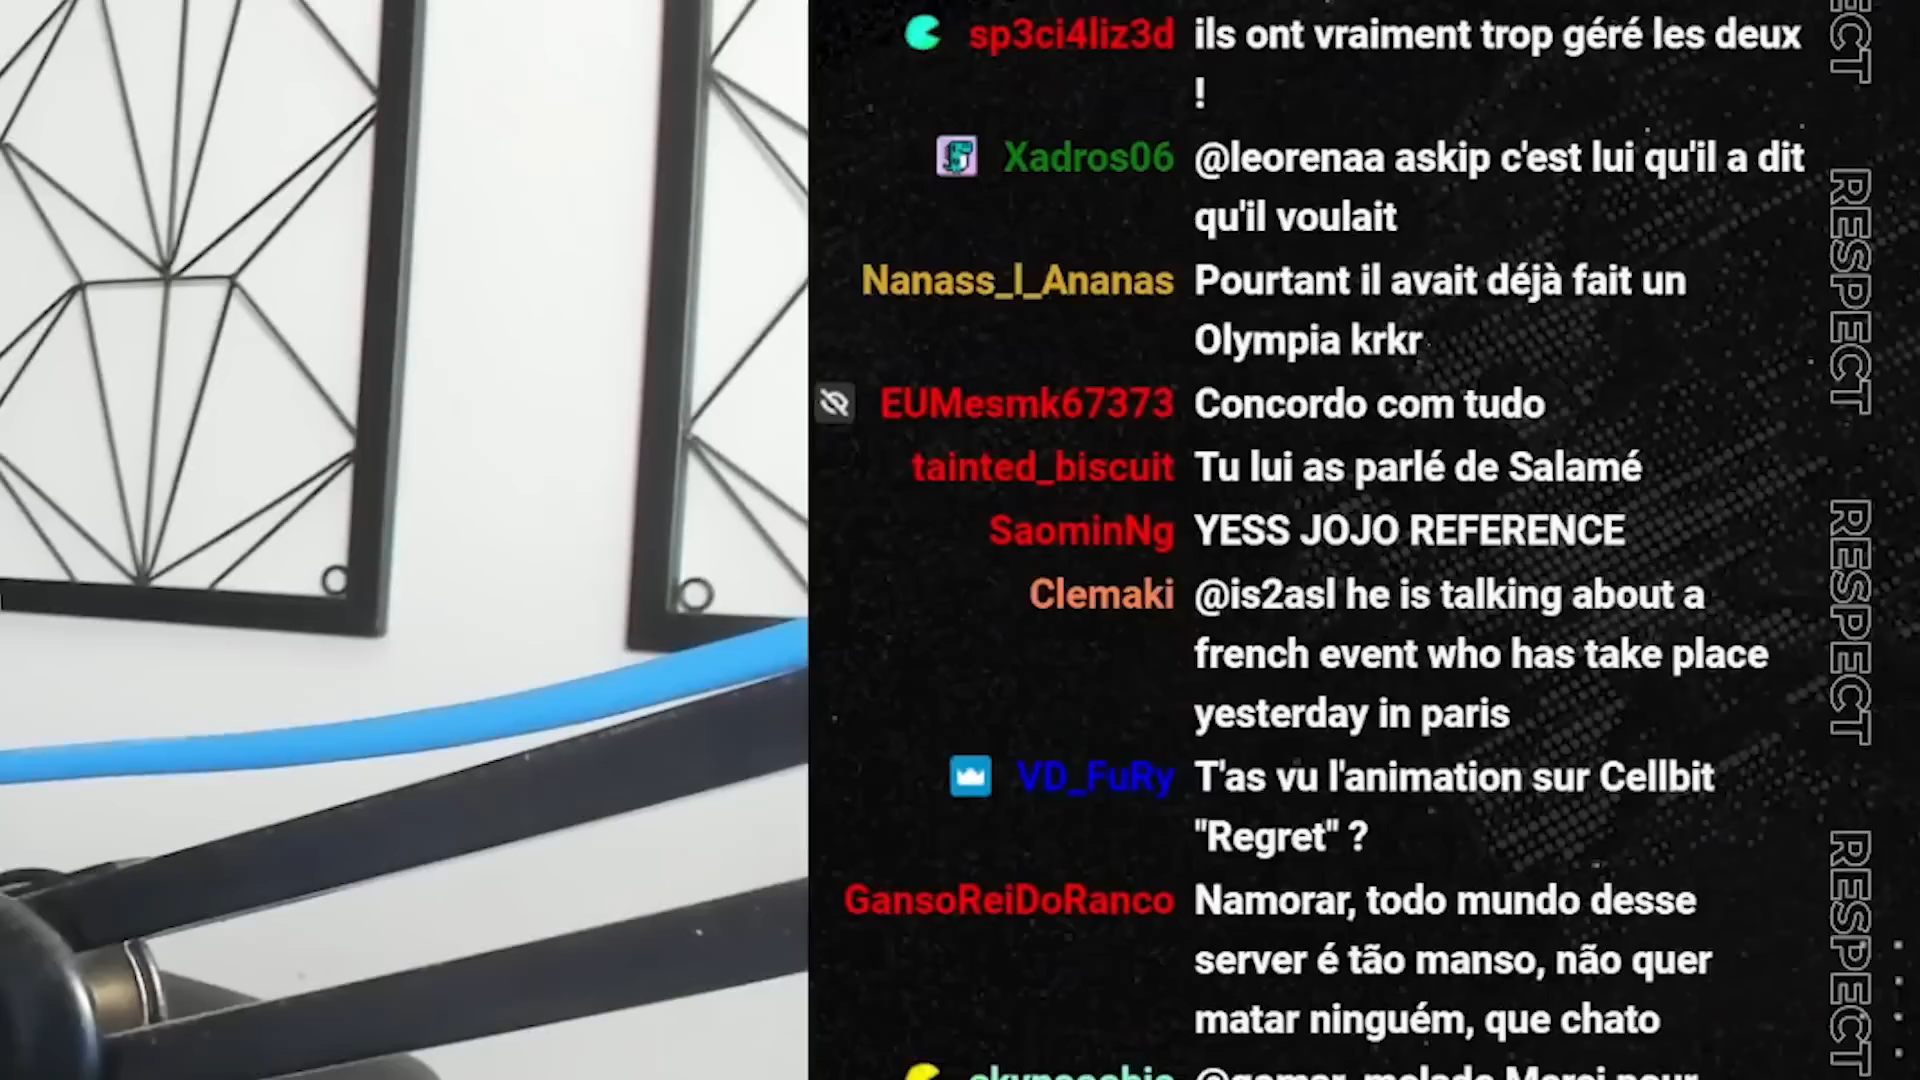 sp3ci4liz3d ils ont vraiment trop géré les deux
!
Xadros06 @leorenaa askip c'est lui qu'il a dit
qu'il voulait
Nanass_l_Ananas Pourtant il avait déjà fait un
Olympia krkr
EUMesmk67373 Concordo com tudo
tainted_biscuit Tu lui as parlé de Salamé
SaominNg YESS JOJO REFERENCE
Clemaki @is2asl he is talking about a
french event who has take place
yesterday in paris
VD_FuRy T'as vu l'animation sur Cellbit
"Regret" ?
GansoReiDoRanco Namorar, todo mundo desse
server é tão manso, não quer
matar ninguém, que chato
ECT
RESPECT
RESPECT
RESPECT